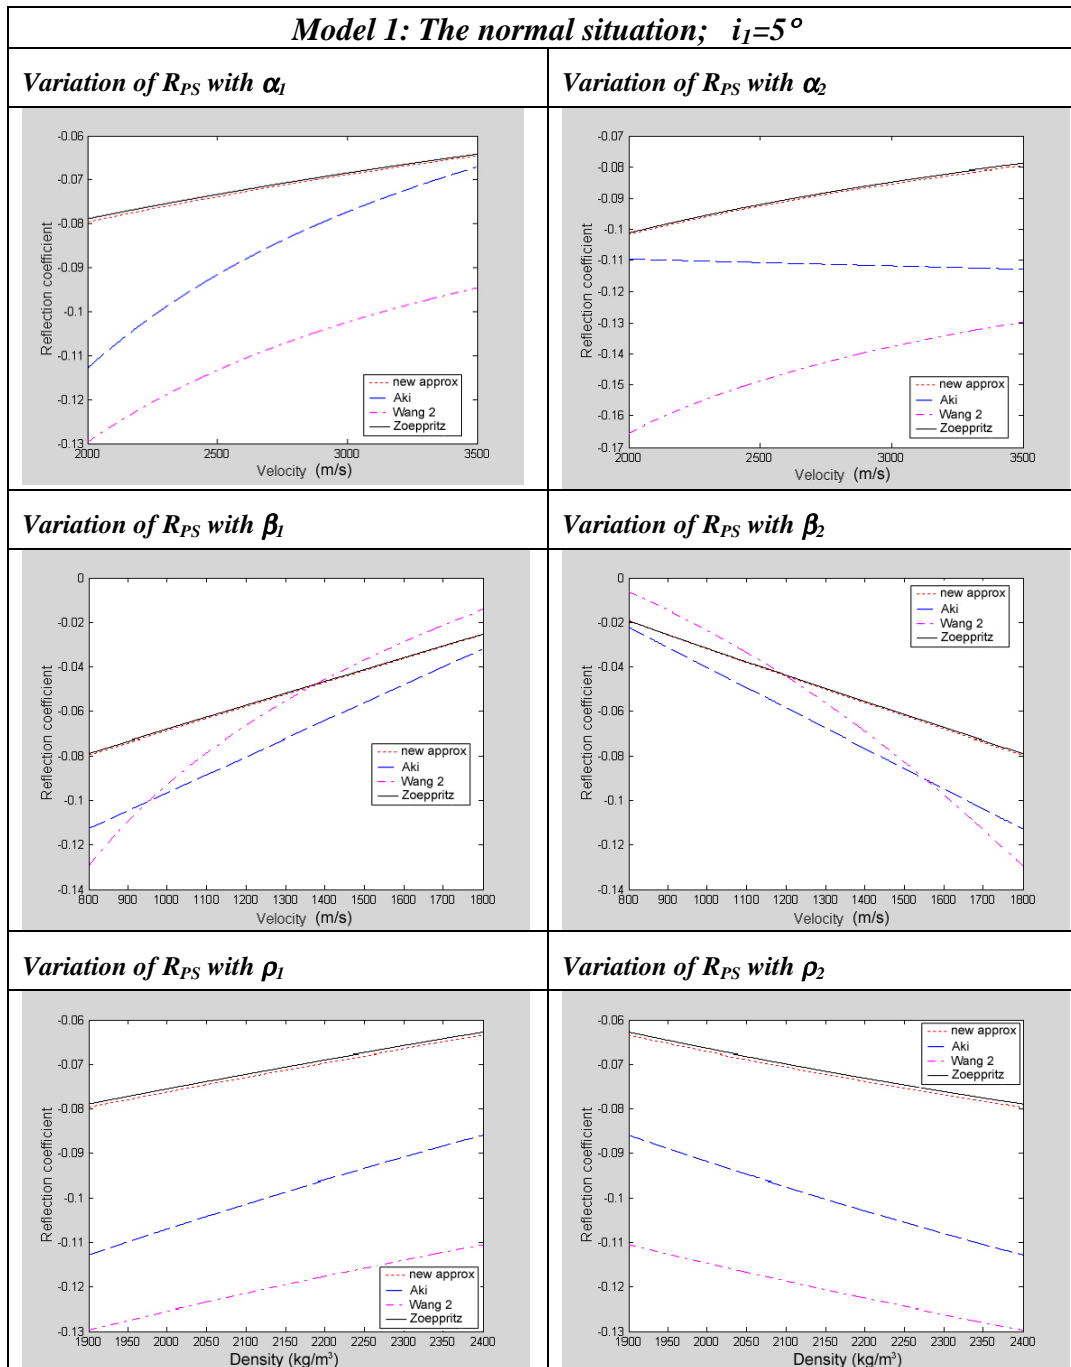 Model 1: The normal situation; i1=5°
Variation of RPS with α1
Variation of RPS with α2
-0.06
-0.07
-0.08
-0.09
-0.1
-0.11
-0.12
-0.13
Reflection coefficient
2000
2500
3000
3500
Velocity (m/s)
new approx
Aki
Wang 2
Zoeppritz
-0.07
-0.08
-0.09
-0.1
-0.11
-0.12
-0.13
-0.14
-0.15
-0.16
-0.17
Reflection coefficient
2000
2500
3000
3500
Velocity (m/s)
new approx
Aki
Wang 2
Zoeppritz
Variation of RPS with β1
Variation of RPS with β2
0
-0.02
-0.04
-0.06
-0.08
-0.1
-0.12
-0.14
Reflection coefficient
800 900 1000 1100 1200 1300 1400 1500 1600 1700 1800
Velocity (m/s)
new approx
Aki
Wang 2
Zoeppritz
0
-0.02
-0.04
-0.06
-0.08
-0.1
-0.12
-0.14
Reflection coefficient
800 900 1000 1100 1200 1300 1400 1500 1600 1700 1800
Velocity (m/s)
new approx
Aki
Wang 2
Zoeppritz
Variation of RPS with ρ1
Variation of RPS with ρ2
-0.06
-0.07
-0.08
-0.09
-0.1
-0.11
-0.12
-0.13
Reflection coefficient
1900 1950 2000 2050 2100 2150 2200 2250 2300 2350 2400
Density (kg/m³)
new approx
Aki
Wang 2
Zoeppritz
-0.06
-0.07
-0.08
-0.09
-0.1
-0.11
-0.12
-0.13
Reflection coefficient
1900 1950 2000 2050 2100 2150 2200 2250 2300 2350 2400
Density (kg/m³)
new approx
Aki
Wang 2
Zoeppritz